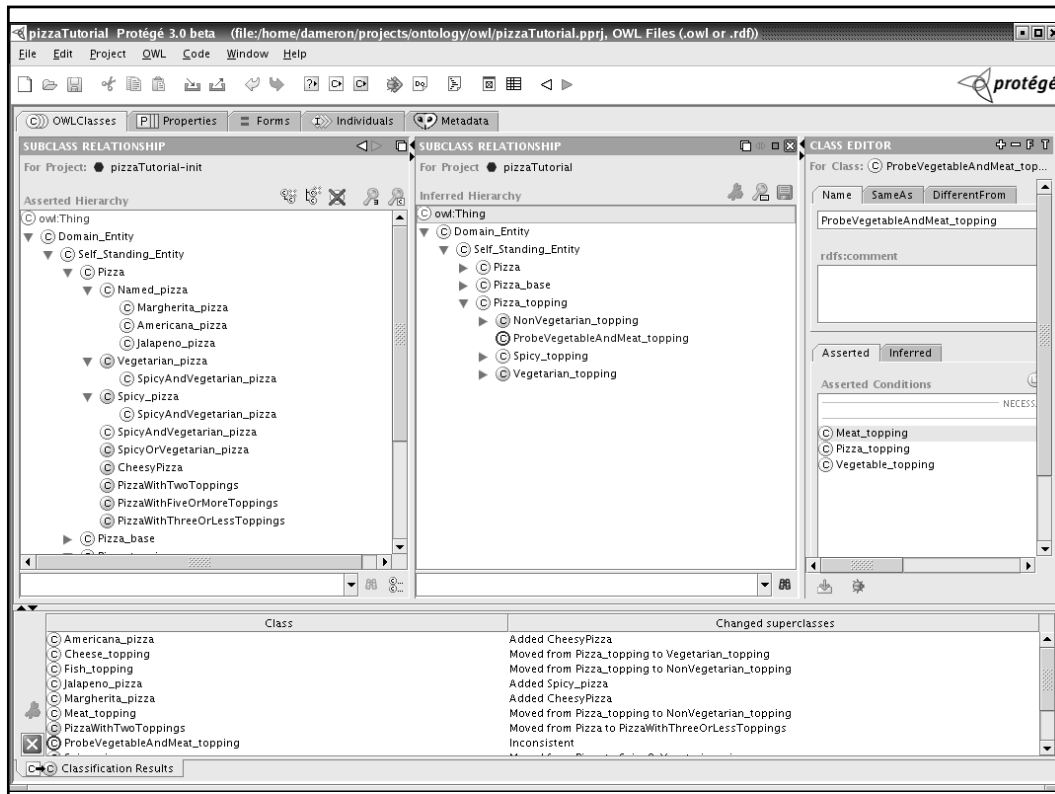 pizzaTutorial Protégé 3.0 beta (file:/home/dameron/projects/ontology/owl/pizzaTutorial.pprj, OWL Files (.owl or .rdf))
File Edit Project OWL Code Window Help
protégé
OWLClasses Properties Forms Individuals Metadata
SUBCLASS RELATIONSHIP
For Project: pizzaTutorial-init
Asserted Hierarchy
owl:Thing
Domain_Entity
Self_Standing_Entity
Pizza
Named_pizza
Margherita_pizza
Americana_pizza
Jalapeno_pizza
Vegetarian_pizza
SpicyAndVegetarian_pizza
Spicy_pizza
SpicyAndVegetarian_pizza
SpicyAndVegetarian_pizza
SpicyOrVegetarian_pizza
CheesyPizza
PizzaWithTwoToppings
PizzaWithFiveOrMoreToppings
PizzaWithThreeOrLessToppings
Pizza_base
SUBCLASS RELATIONSHIP
For Project pizzaTutorial
Inferred Hierarchy
owl:Thing
Domain_Entity
Self_Standing_Entity
Pizza
Pizza_base
Pizza_topping
NonVegetarian_topping
ProbeVegetableAndMeat_topping
Spicy_topping
Vegetarian_topping
CLASS EDITOR
For Class: ProbeVegetableAndMeat_top...
Name SameAs DifferentFrom
ProbeVegetableAndMeat_topping
rdfs:comment
Asserted Inferred
Asserted Conditions
NECESS
Meat_topping
Pizza_topping
Vegetable_topping
Class Changed superclasses
Americana_pizza Added CheesyPizza
Cheese_topping Moved from Pizza_topping to Vegetarian_topping
Fish_topping Moved from Pizza_topping to NonVegetarian_topping
Jalapeno_pizza Added Spicy_pizza
Margherita_pizza Added CheesyPizza
Meat_topping Moved from Pizza_topping to NonVegetarian_topping
PizzaWithTwoToppings Moved from Pizza to PizzaWithThreeOrLessToppings
ProbeVegetableAndMeat_topping Inconsistent
Classification Results